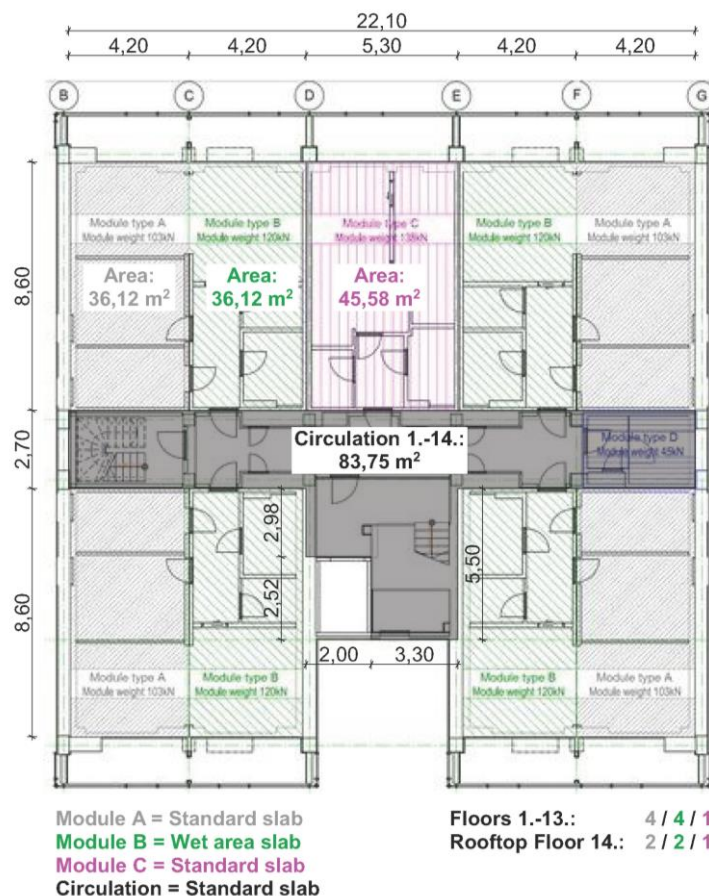 22,10
4,20 4,20 5,30 4,20 4,20
B C D E F G
Module type A
Module weight 103kN
Module type B
Module weight 120kN
Module type C
Module weight 138kN
Module type B
Module weight 120kN
Module type A
Module weight 103kN
Area:
36,12 m²
Area:
36,12 m²
Area:
45,58 m²
8,60
2,70
Circulation 1.-14.:
83,75 m²
Module type D
Module weight 45kN
2,98
2,52
5,50
8,60
2,00 3,30
Module type A
Module weight 103kN
Module type B
Module weight 120kN
Module type B
Module weight 120kN
Module type A
Module weight 103kN
Module A = Standard slab
Module B = Wet area slab
Module C = Standard slab
Circulation = Standard slab
Floors 1.-13.: 4 / 4 / 1
Rooftop Floor 14.: 2 / 2 / 1